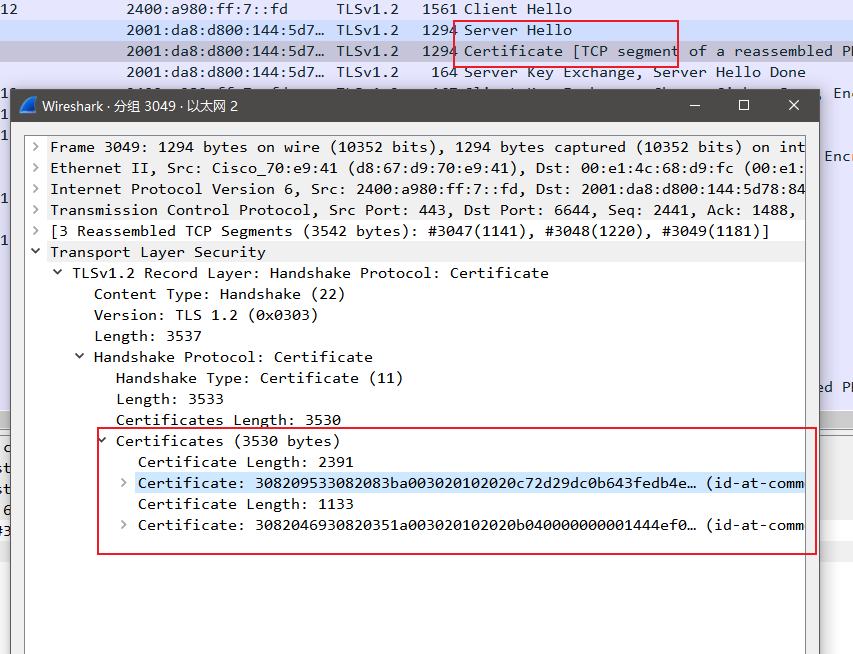 12 2400:a980:ff:7::fd TLSv1.2 1561 Client Hello
2001:da8:d800:144:5d7… TLSv1.2 1294 Server Hello
2001:da8:d800:144:5d7… TLSv1.2 1294 Certificate [TCP segment of a reassembled P
2001:da8:d800:144:5d7… TLSv1.2 164 Server Key Exchange, Server Hello Done
Wireshark · 分组 3049 · 以太网 2
Frame 3049: 1294 bytes on wire (10352 bits), 1294 bytes captured (10352 bits) on int
Ethernet II, Src: Cisco_70:e9:41 (d8:67:d9:70:e9:41), Dst: 00:e1:4c:68:d9:fc (00:e1:
Internet Protocol Version 6, Src: 2400:a980:ff:7::fd, Dst: 2001:da8:d800:144:5d78:84
Transmission Control Protocol, Src Port: 443, Dst Port: 6644, Seq: 2441, Ack: 1488,
[3 Reassembled TCP Segments (3542 bytes): #3047(1141), #3048(1220), #3049(1181)]
Transport Layer Security
TLSv1.2 Record Layer: Handshake Protocol: Certificate
Content Type: Handshake (22)
Version: TLS 1.2 (0x0303)
Length: 3537
Handshake Protocol: Certificate
Handshake Type: Certificate (11)
Length: 3533
Certificates Length: 3530
Certificates (3530 bytes)
Certificate Length: 2391
Certificate: 308209533082083ba003020102020c72d29dc0b643fedb4e… (id-at-comm
Certificate Length: 1133
Certificate: 3082046930820351a003020102020b040000000001444ef0… (id-at-comm